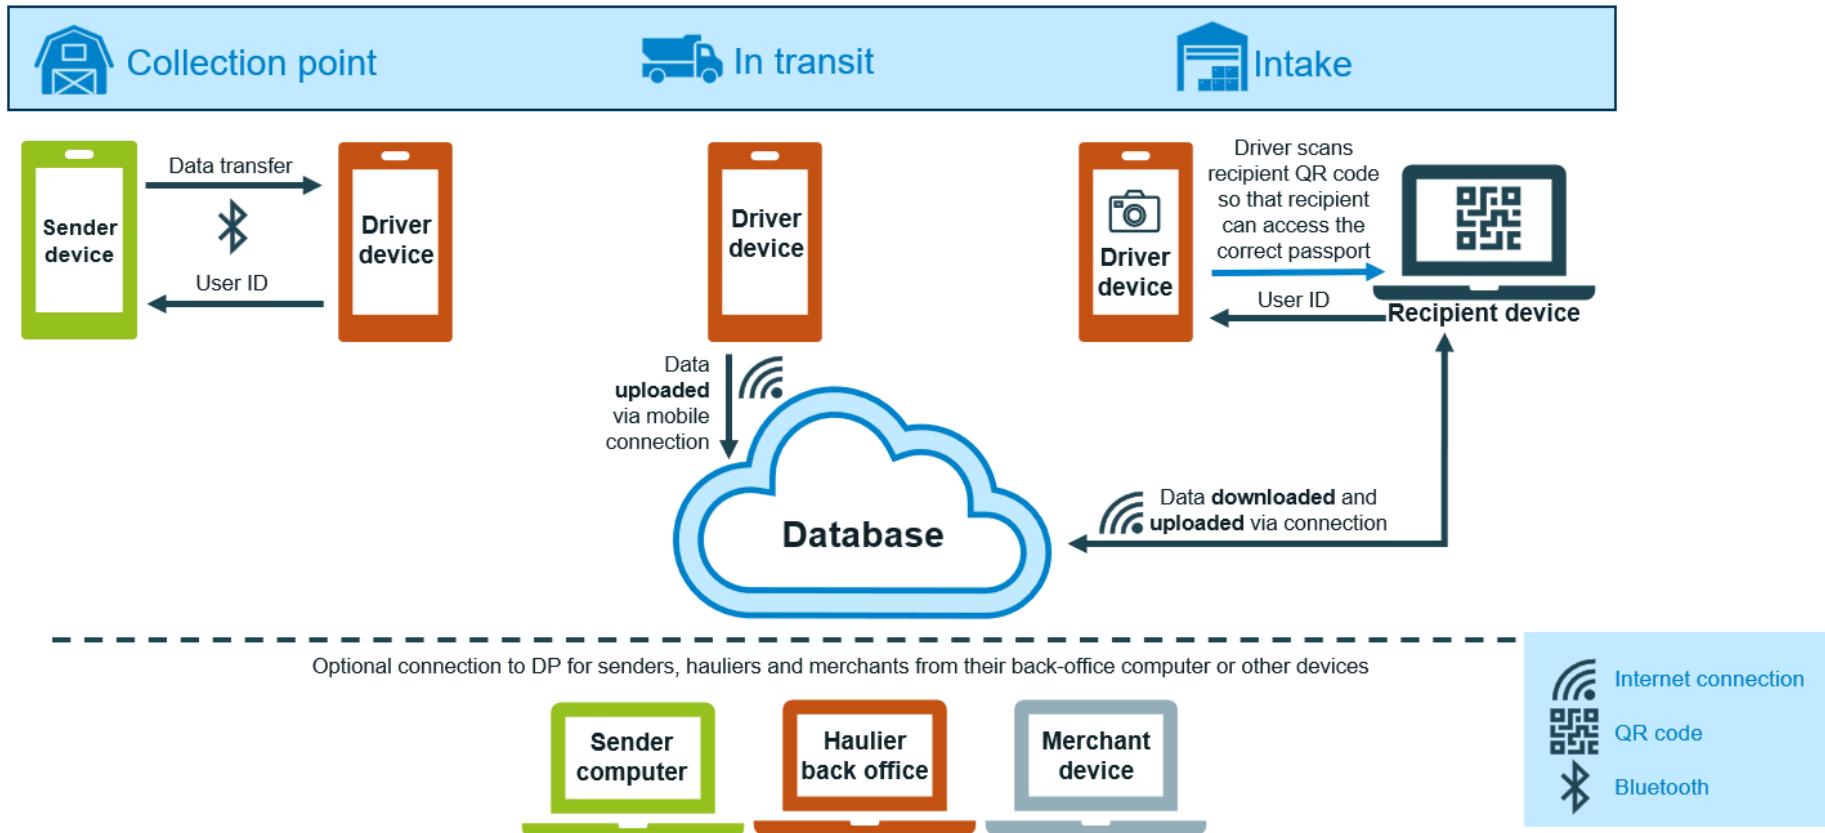 Collection point
In transit
Intake
Data transfer
Sender
device
User ID
Driver
device
Driver
device
Data
uploaded
via mobile
connection
Driver
device
Driver scans
recipient QR code
so that recipient
can access the
correct passport
User ID
Recipient device
Database
Data downloaded and
uploaded via connection
Optional connection to DP for senders, hauliers and merchants from their back-office computer or other devices
Sender
computer
Haulier
back office
Merchant
device
Internet connection
QR code
Bluetooth